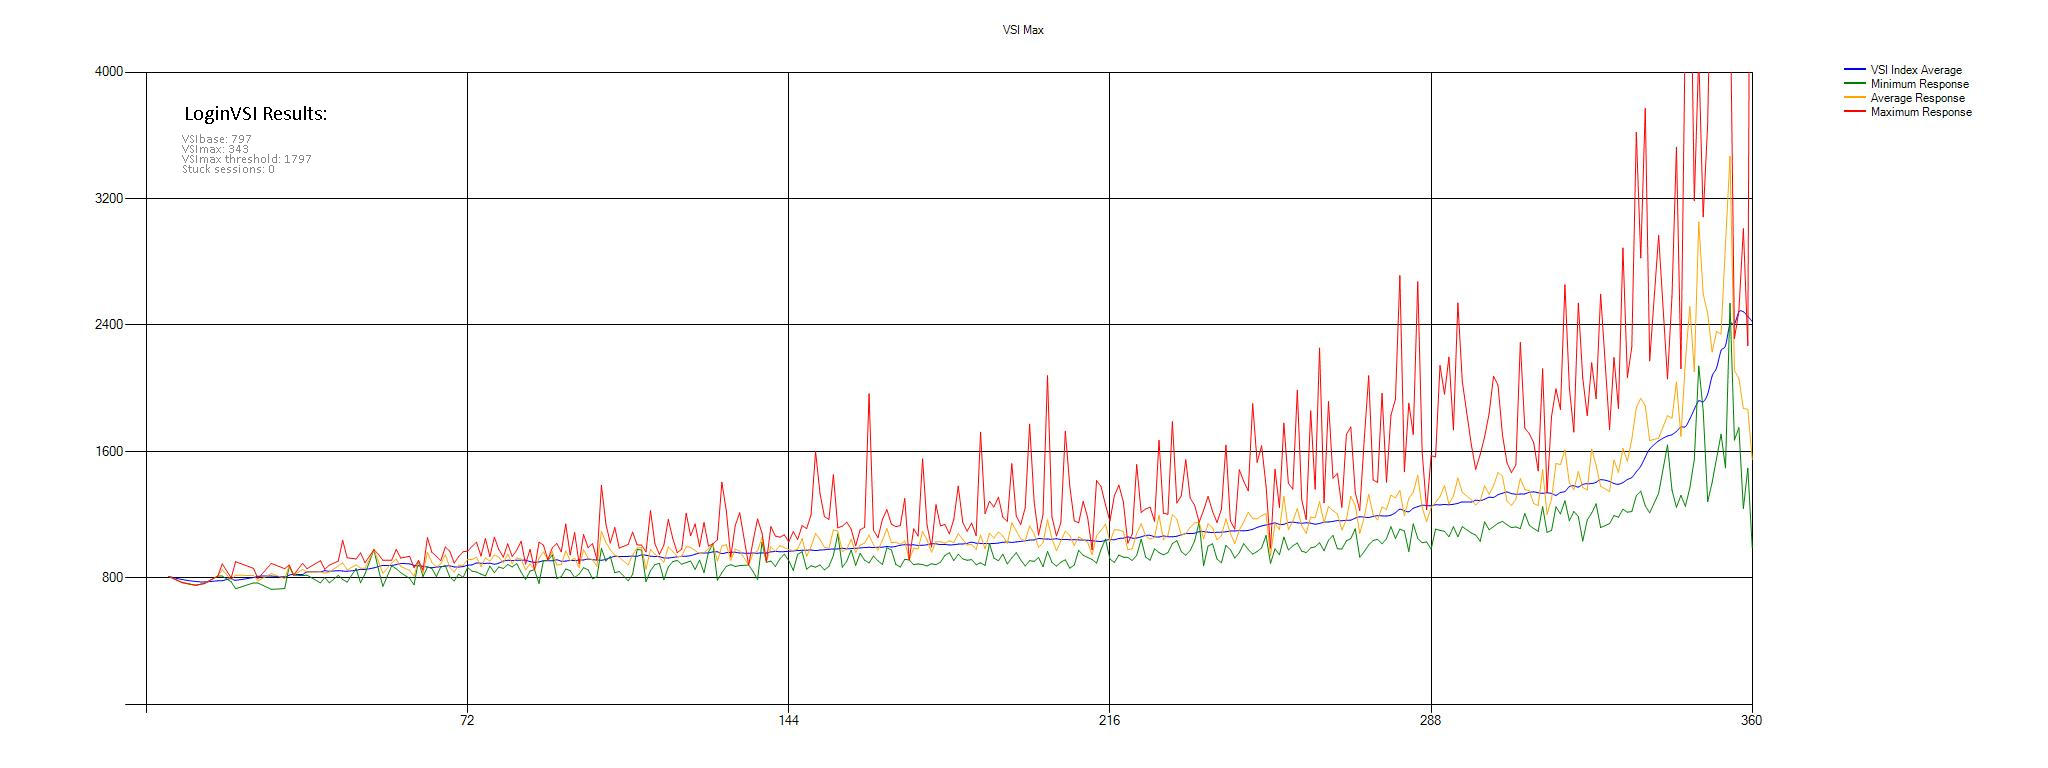 VSI Max
4000
3200
2400
1600
800
72
144
216
288
360
LoginVSI Results:
VSIbase: 797
VSImax: 343
VSImax threshold: 1797
Stuck sessions: 0
VSI Index Average
Minimum Response
Average Response
Maximum Response